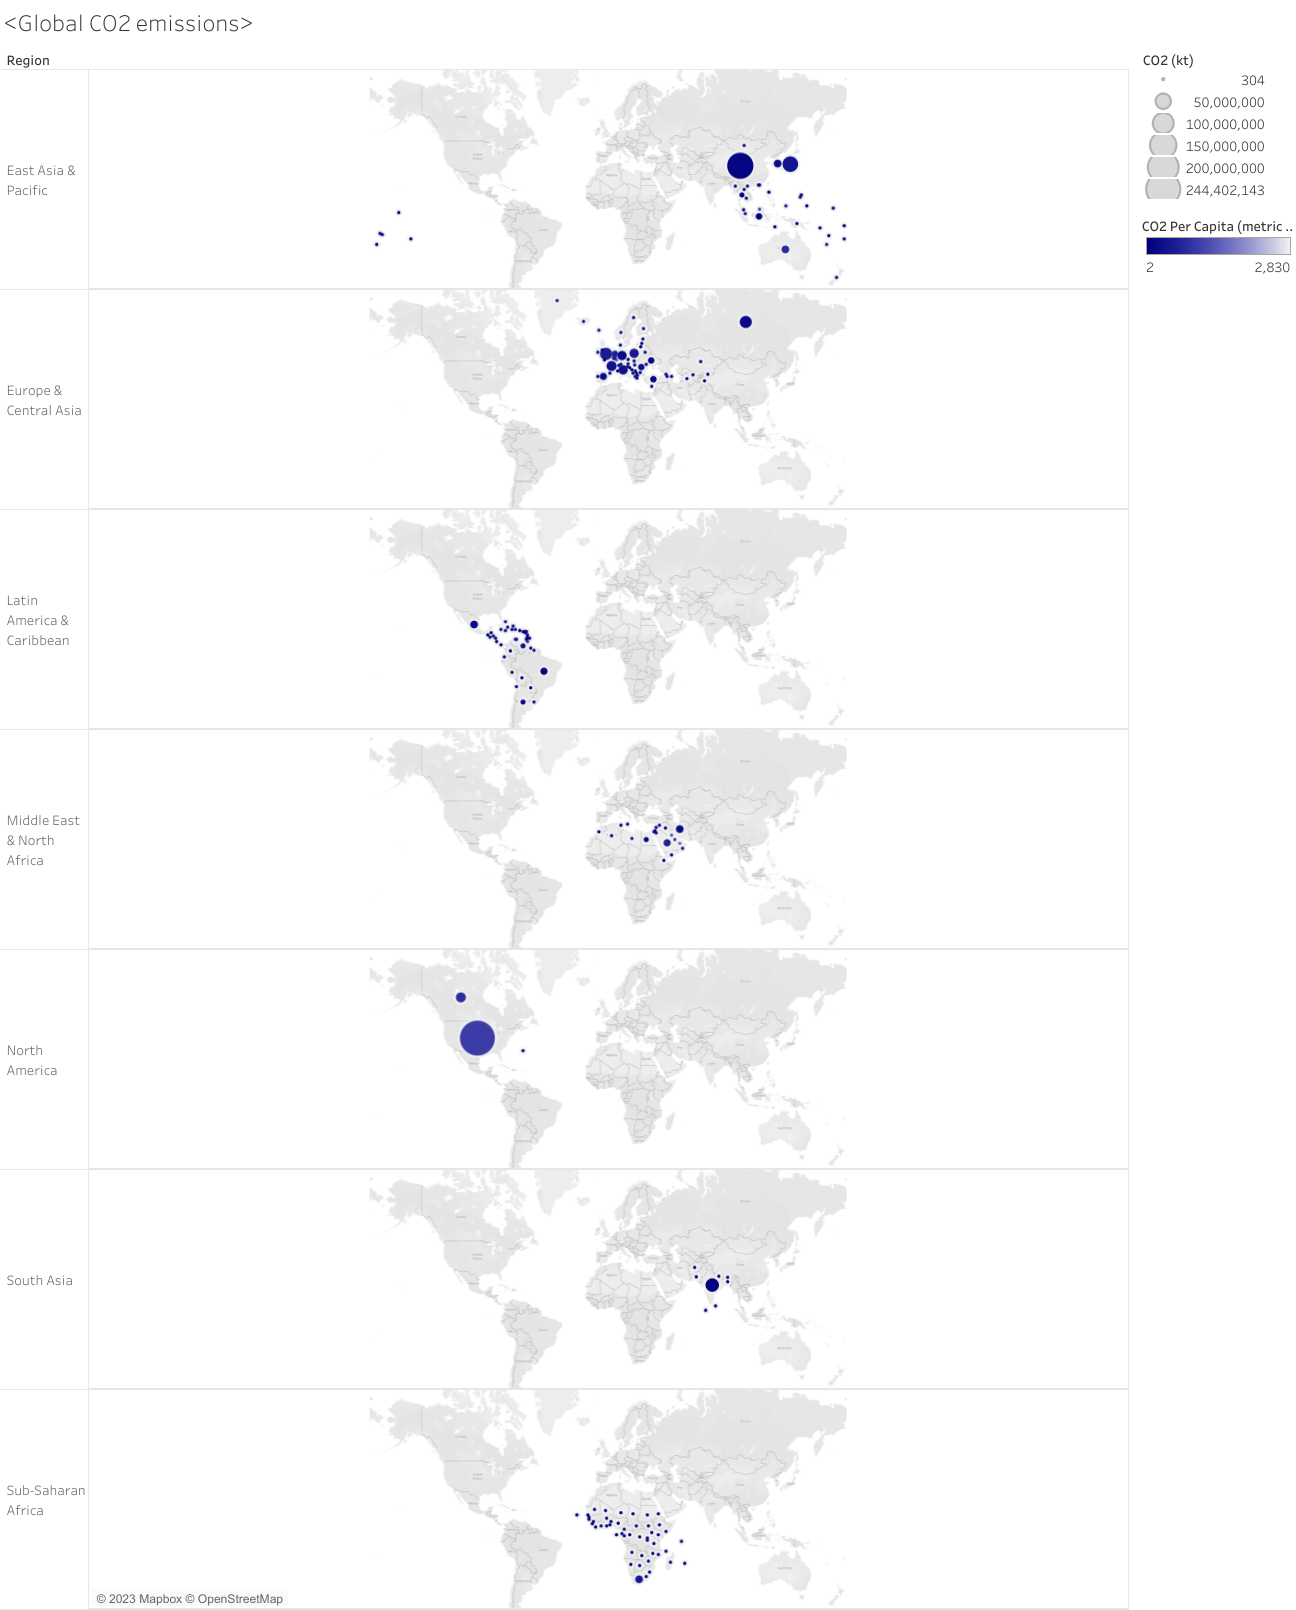 <Global CO2 emissions>
Region
CO2 (kt)
304
50,000,000
100,000,000
150,000,000
200,000,000
244,402,143
CO2 Per Capita (metric ..
2
2,830
East Asia &
Pacific
Europe &
Central Asia
Latin
America &
Caribbean
Middle East
& North
Africa
North
America
South Asia
Sub-Saharan
Africa
© 2023 Mapbox © OpenStreetMap